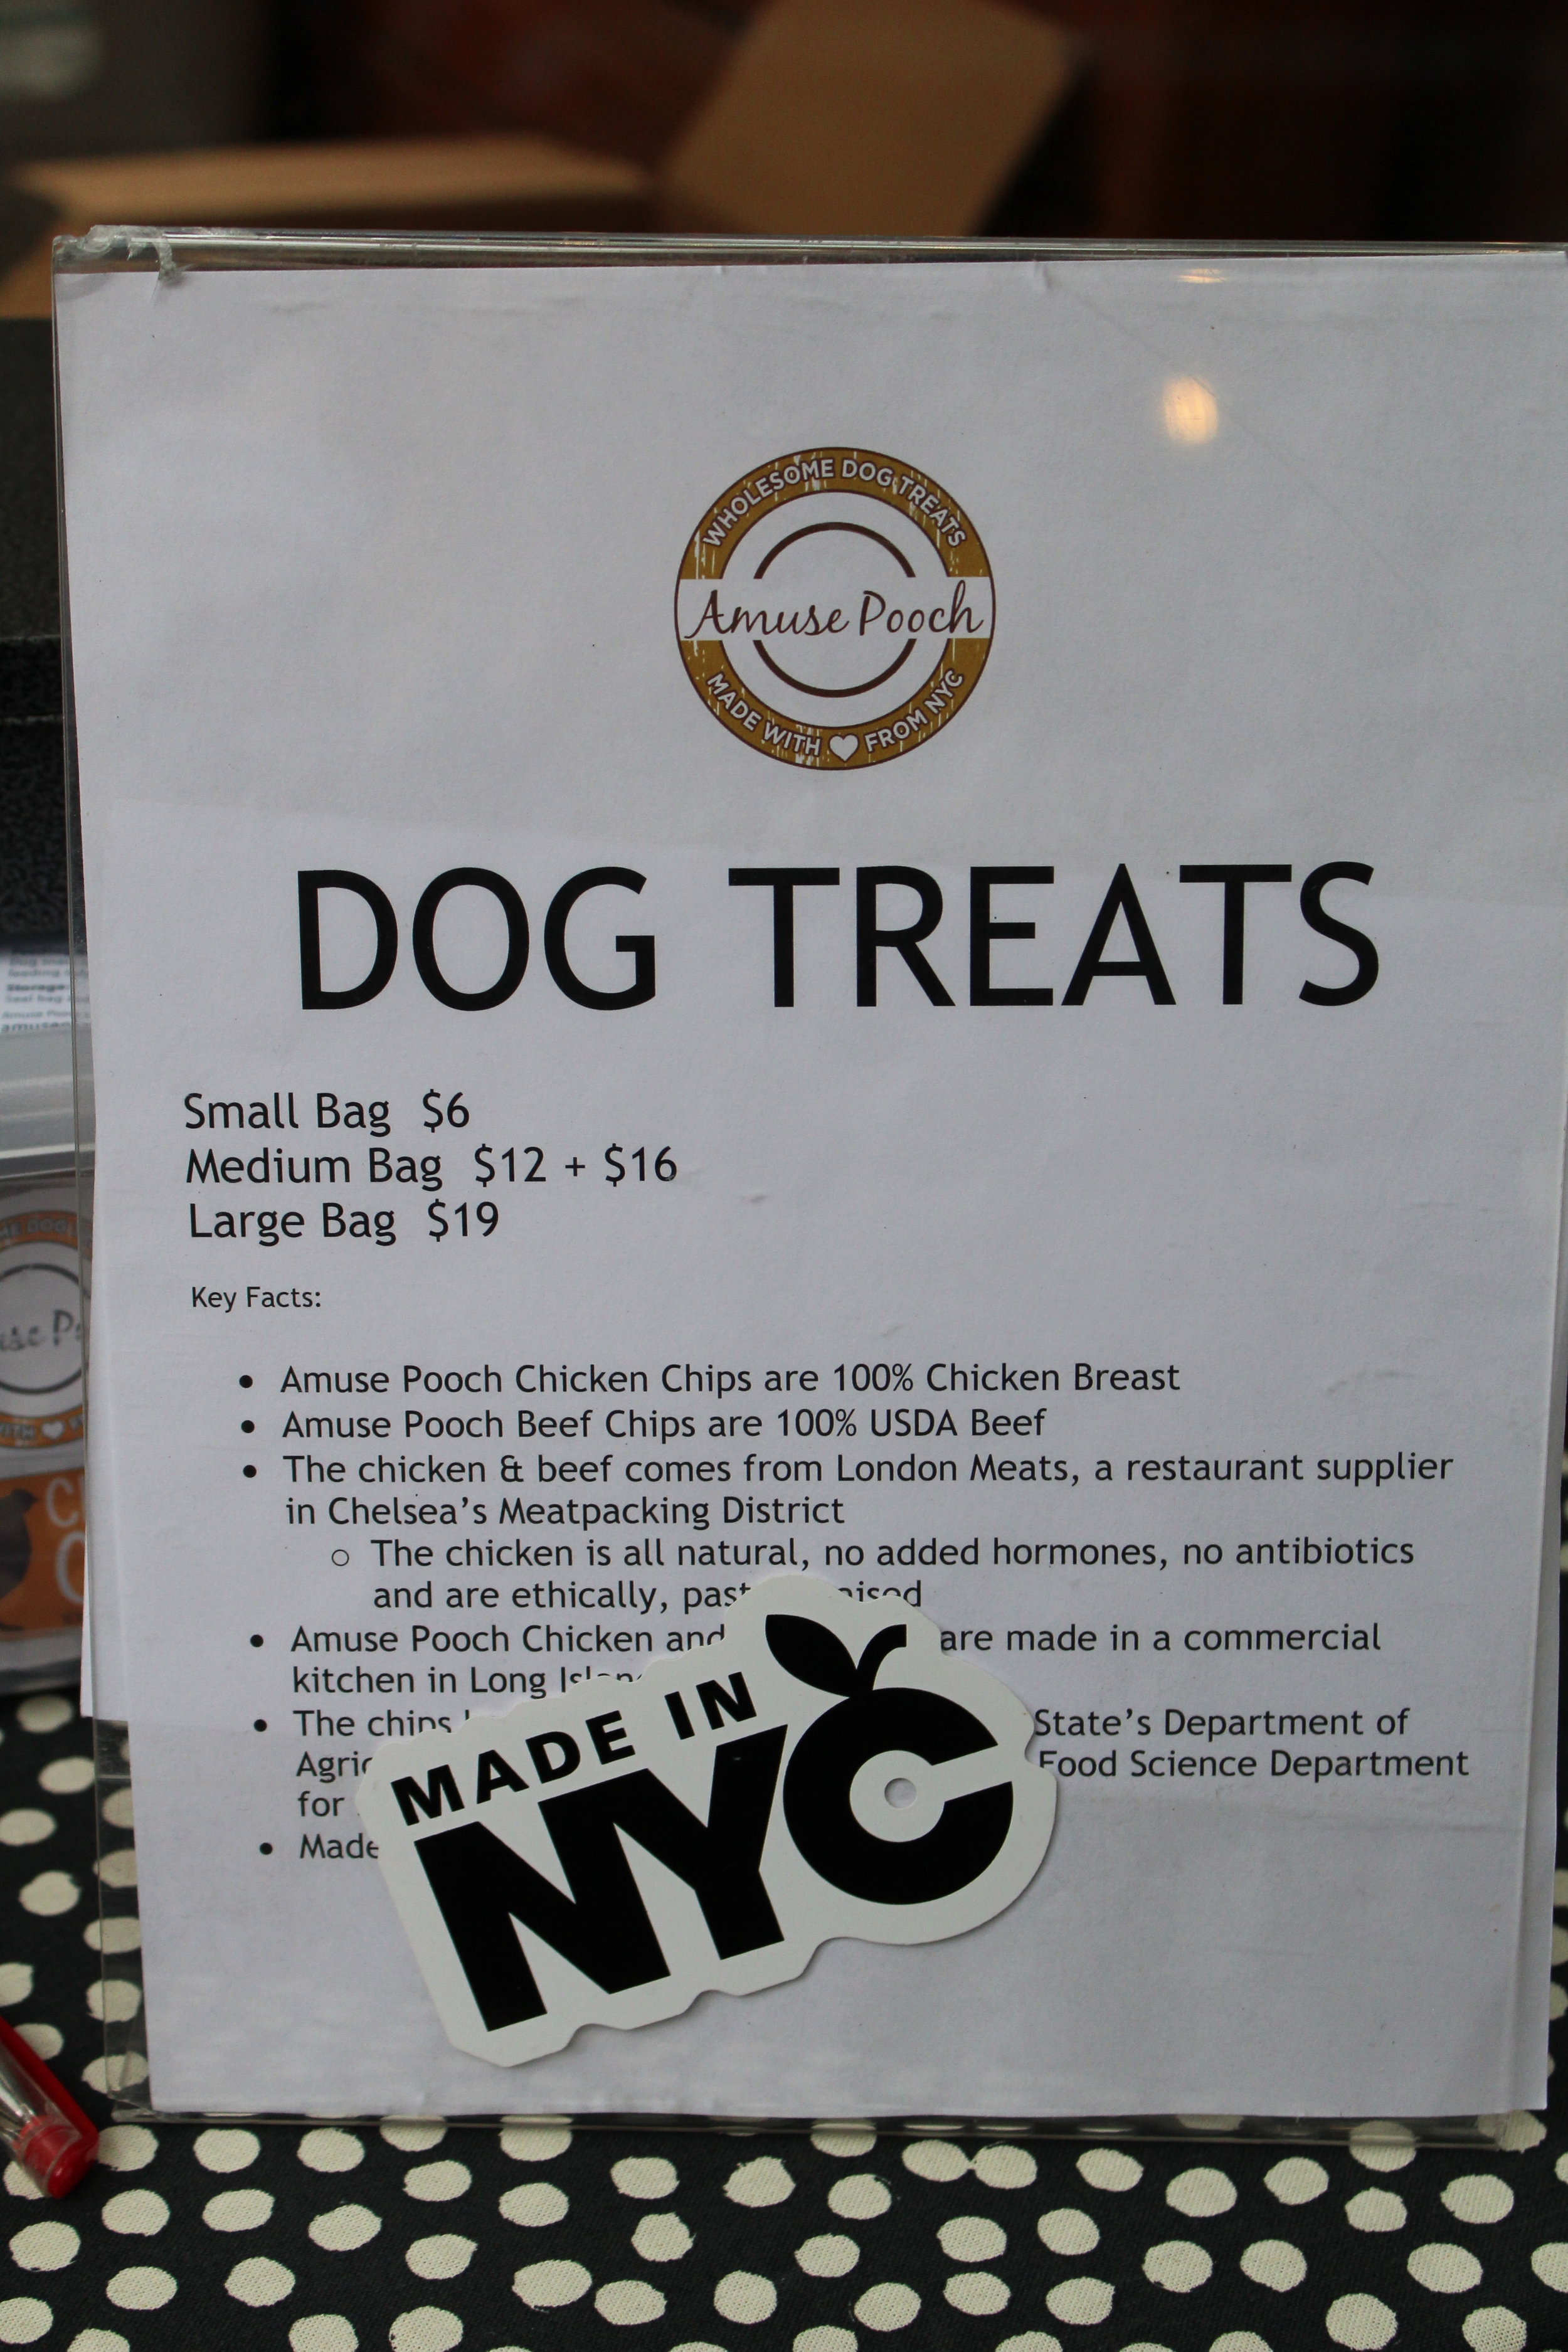 WHOLESOME DOG TREATS
Amuse Pooch
MADE WITH FROM NYC
DOG TREATS
Small Bag $6
Medium Bag $12 + $16
Large Bag $19
Key Facts:
• Amuse Pooch Chicken Chips are 100% Chicken Breast
• Amuse Pooch Beef Chips are 100% USDA Beef
• The chicken & beef comes from London Meats, a restaurant supplier
in Chelsea's Meatpacking District
o The chicken is all natural, no added hormones, no antibiotics
and are ethically,
• Amuse Pooch Chicken and are made in a commercial
kitchen in Long
• The chips State's Department of
Food Science Department
for
• Made
MADE IN
NYC